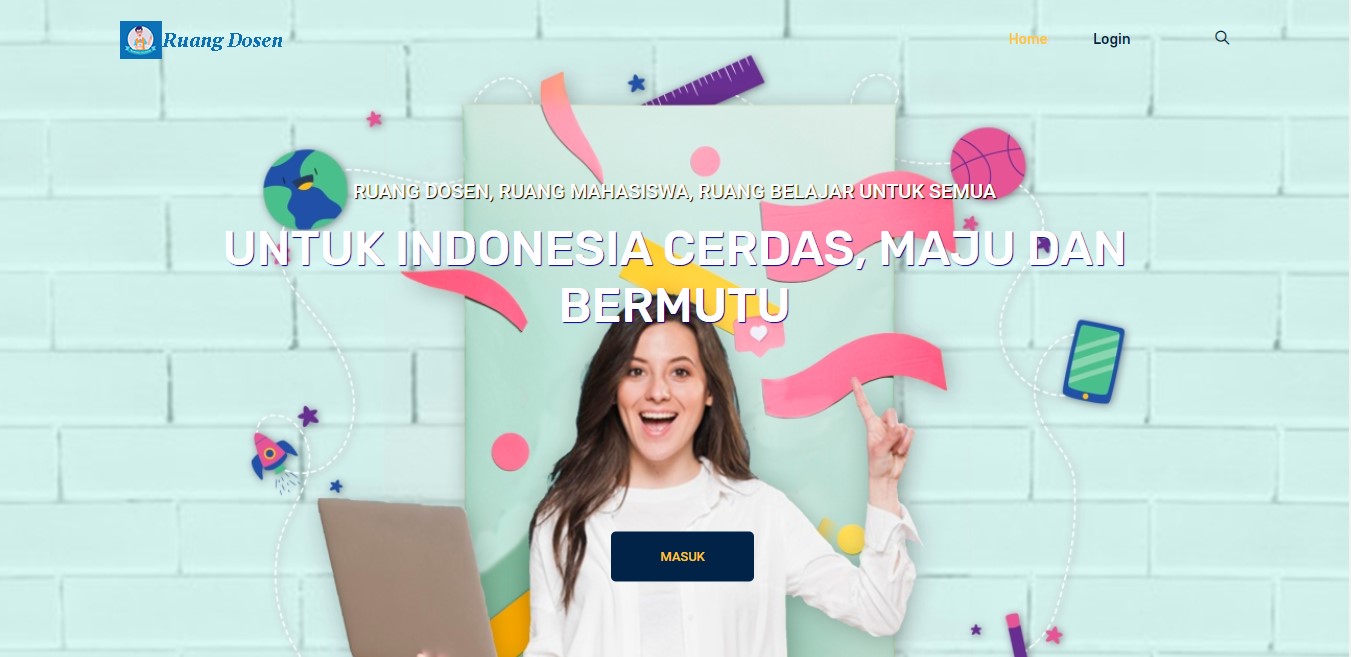 Ruang Dosen
Home
Login
RUANG DOSEN, RUANG MAHASISWA, RUANG BELAJAR UNTUK SEMUA
UNTUK INDONESIA CERDAS, MAJU DAN
BERMUTU
MASUK